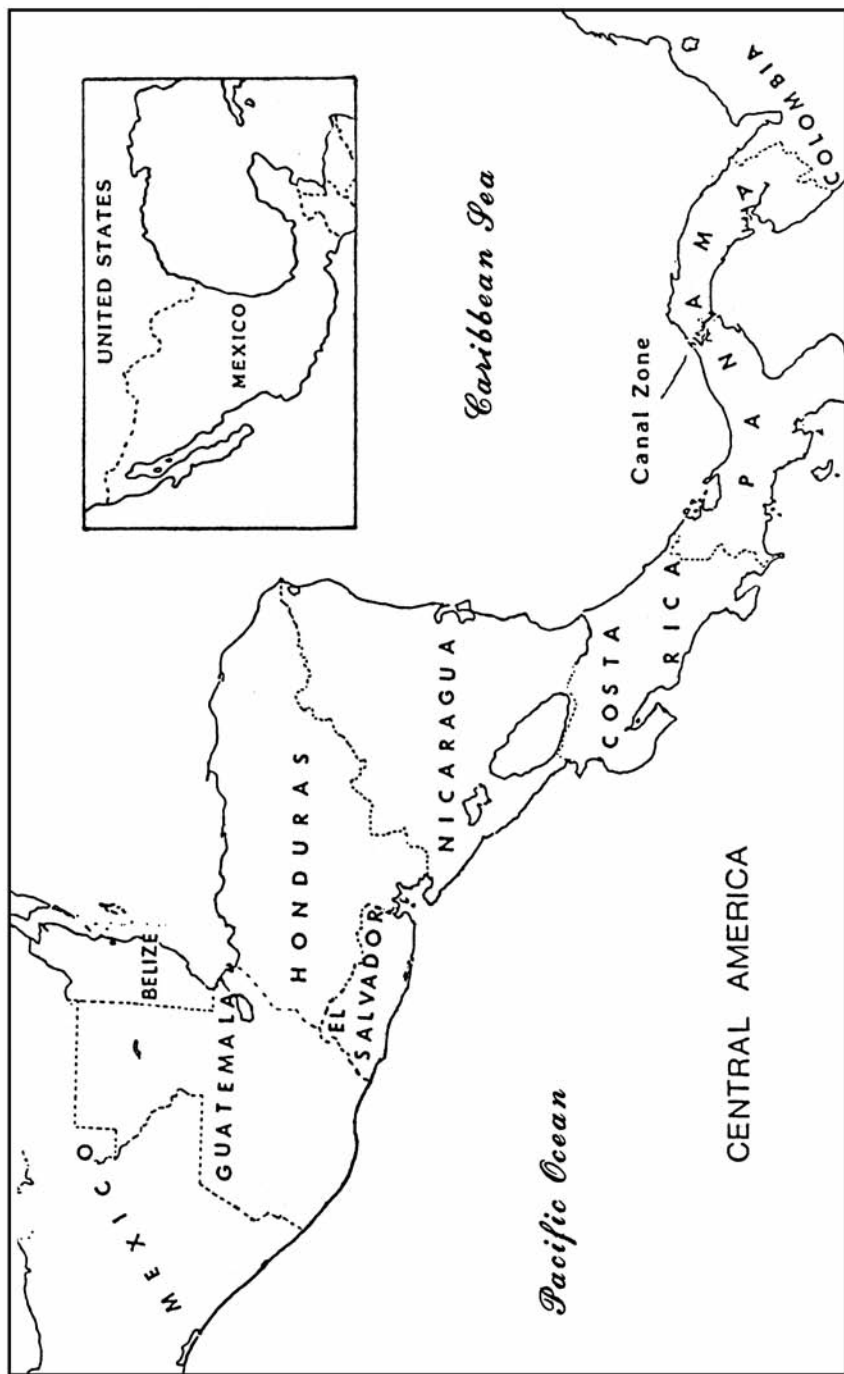 UNITED STATES
MEXICO
MEXICO
BELIZE
GUATEMALA
HONDURAS
EL
SALVADOR
NICARAGUA
COSTA
RICA
PANAMA
COLOMBIA
Canal Zone
Caribbean Sea
Pacific Ocean
CENTRAL AMERICA